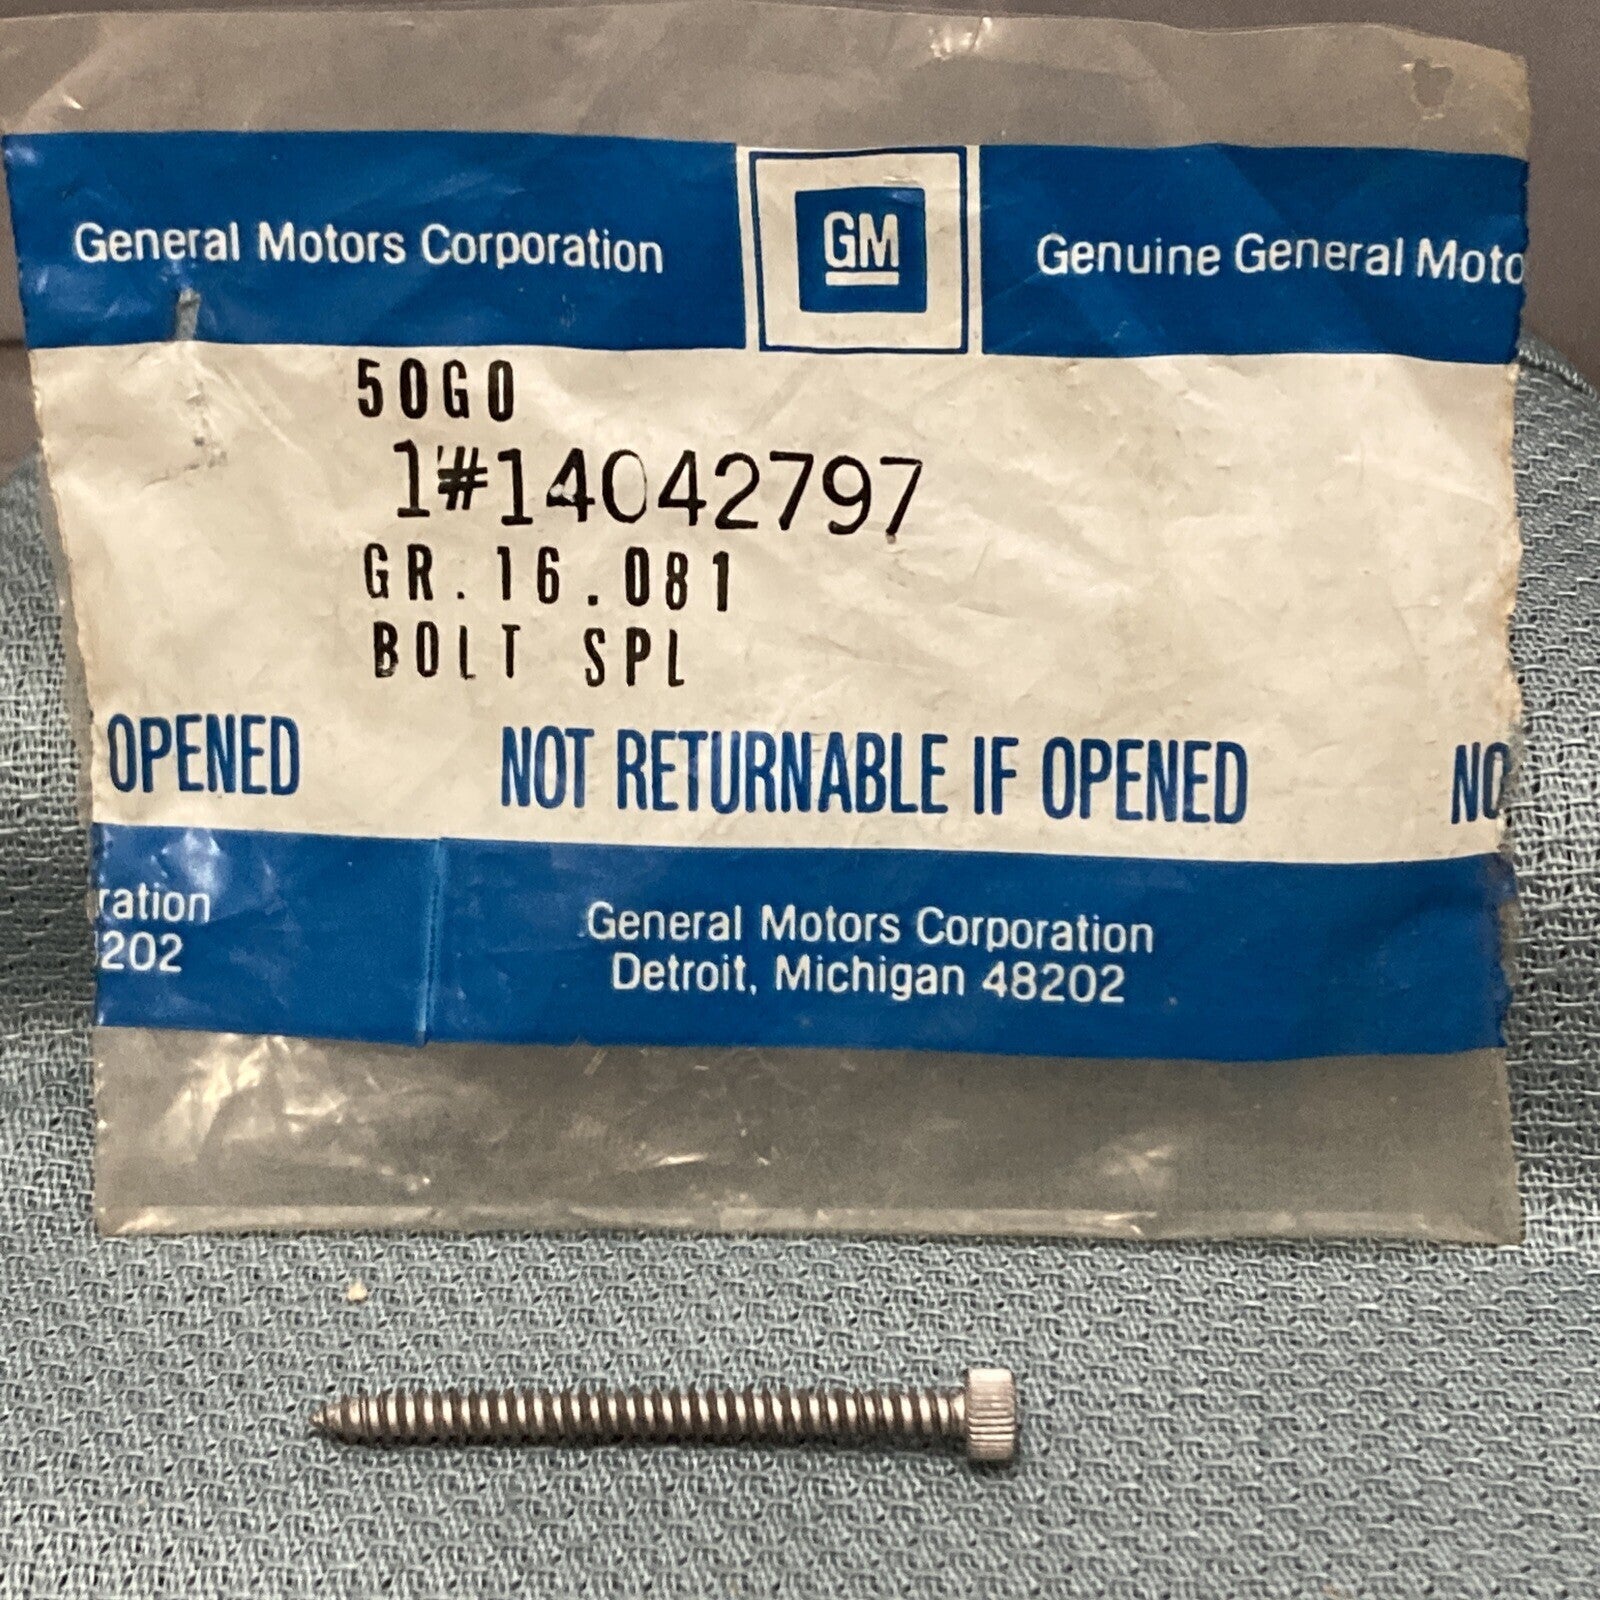 General Motors Corporation
GM
Genuine General Moto
50G0
1#14042797
GR.16.081
BOLT SPL
OPENED
NOT RETURNABLE IF OPENED
NO
ration
202
General Motors Corporation
Detroit, Michigan 48202